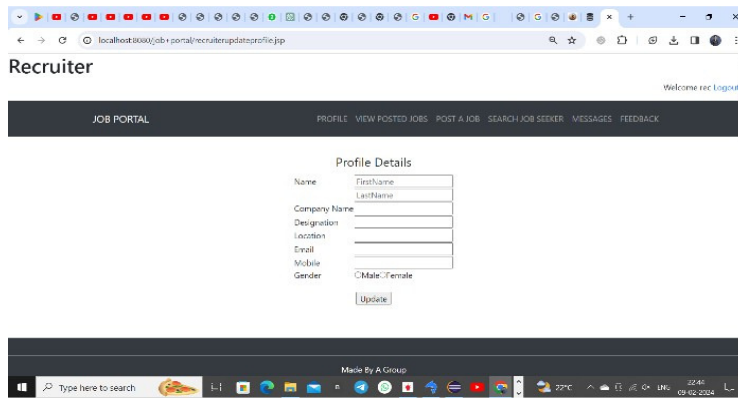 localhost:8080/job+portal/recruiterupdateprofile.jsp
Recruiter
Welcome rec Logout
JOB PORTAL PROFILE VIEW POSTED JOBS POST A JOB SEARCH JOB SEEKER MESSAGES FEEDBACK
Profile Details
Name FirstName
LastName
Company Name
Designation
Location
Email
Mobile
Gender Male Female
Update
Made By A Group
Type here to search 22°C ENG 22:44
09-02-2024